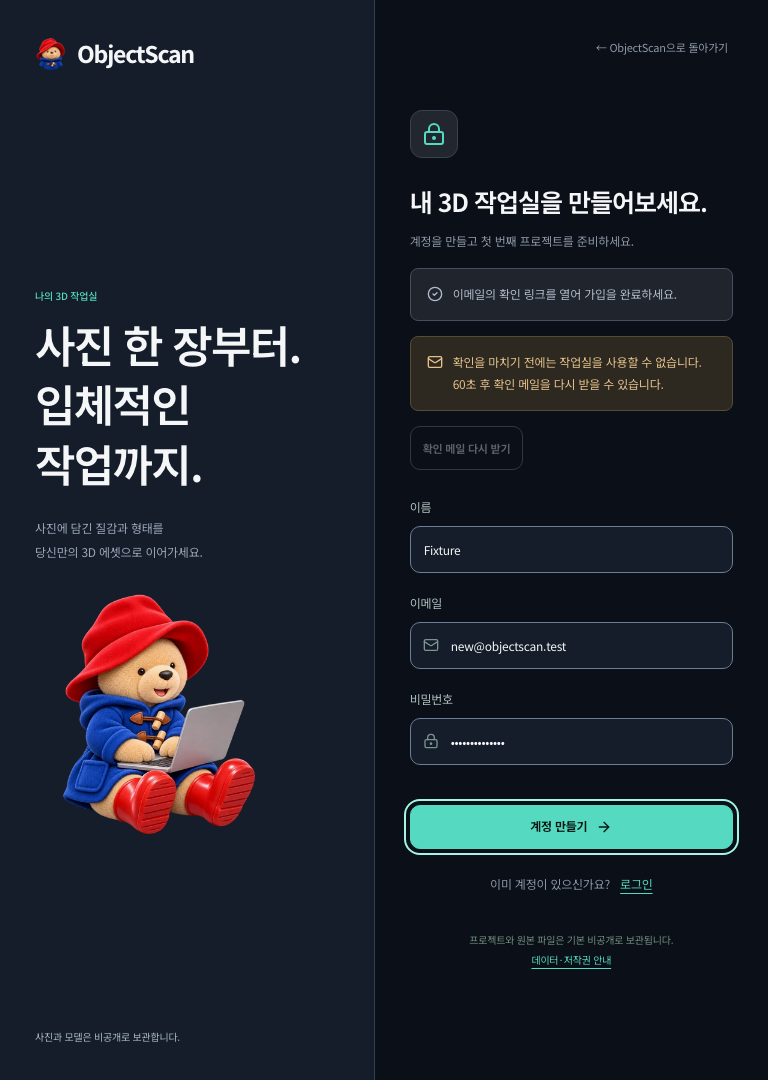 ObjectScan
나의 3D 작업실
사진 한 장부터.
입체적인
작업까지.
사진에 담긴 질감과 형태를
당신만의 3D 에셋으로 이어가세요.
사진과 모델은 비공개로 보관합니다.
← ObjectScan으로 돌아가기
내 3D 작업실을 만들어보세요.
계정을 만들고 첫 번째 프로젝트를 준비하세요.
이메일의 확인 링크를 열어 가입을 완료하세요.
확인을 마치기 전에는 작업실을 사용할 수 없습니다.
60초 후 확인 메일을 다시 받을 수 있습니다.
확인 메일 다시 받기
이름
Fixture
이메일
new@objectscan.test
비밀번호
••••••••••••••
계정 만들기 →
이미 계정이 있으신가요? 로그인
프로젝트와 원본 파일은 기본 비공개로 보관됩니다.
데이터·저작권 안내